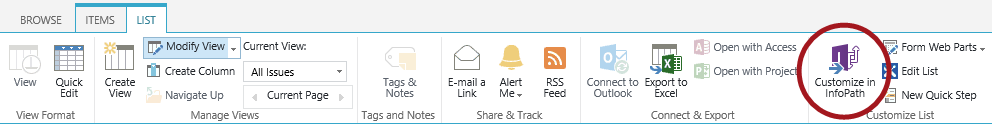 BROWSE ITEMS LIST
View
Quick
Edit
View Format
Create
View
Modify View
Create Column
Navigate Up
Current View:
All Issues
Current Page
Manage Views
Tags &
Notes
Tags and Notes
E-mail a
Link
Alert
Me
RSS
Feed
Share & Track
Connect to
Outlook
Export to
Excel
Open with Access
Open with Project
Connect & Export
Customize in
InfoPath
Form Web Parts
Edit List
New Quick Step
Customize List